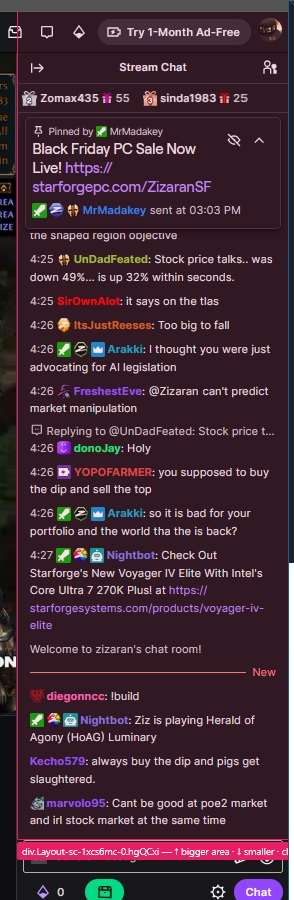 Try 1-Month Ad-Free
Stream Chat
2 Zomax435 55 3 sinda1983 25
Pinned by MrMadakey
Black Friday PC Sale Now
Live! https://
starforgepc.com/ZizaranSF
MrMadakey sent at 03:03 PM
the shaped region objective
4:25 UnDadFeated: Stock price talks.. was
down 49%... is up 32% within seconds.
4:25 SirOwnAlot: it says on the tlas
4:26 ItsJustReeses: Too big to fall
4:26 Arakki: I thought you were just
advocating for AI legislation
4:26 FreshestEve: @Zizaran can't predict
market manipulation
Replying to @UnDadFeated: Stock price t...
4:26 donoJay: Holy
4:26 YOPOFARMER: you supposed to buy
the dip and sell the top
4:26 Arakki: so it is bad for your
portfolio and the world tha the is back?
4:27 Nightbot: Check Out
Starforge's New Voyager IV Elite With Intel's
Core Ultra 7 270K Plus! at https://
starforgesystems.com/products/voyager-iv-
elite
Welcome to zizaran's chat room!
New
diegonncc: !build
Nightbot: Ziz is playing Herald of
Agony (HoAG) Luminary
Kecho579: always buy the dip and pigs get
slaughtered.
marvolo95: Cant be good at poe2 market
and irl stock market at the same time
div.Layout-sc-1xcs6mc-0.hgQCxi — ↑ bigger area · ↓ smaller · cl
0
Chat